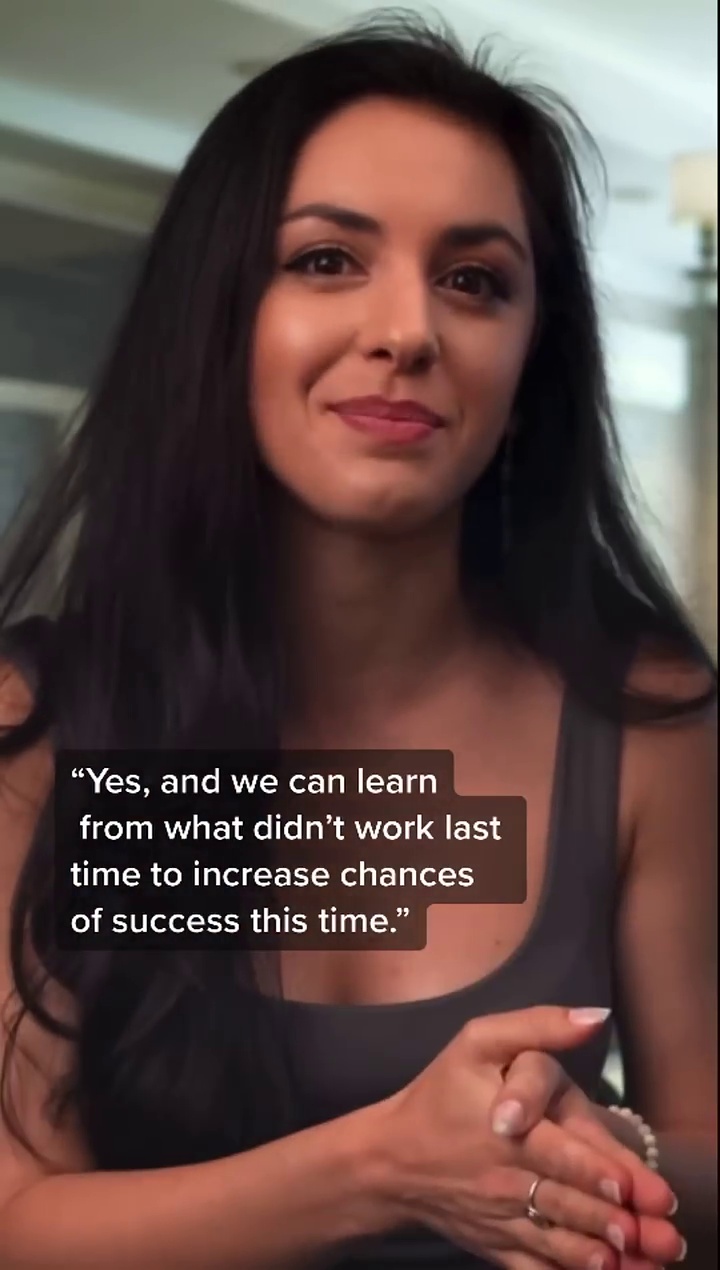 “Yes, and we can learn
from what didn’t work last
time to increase chances
of success this time.”